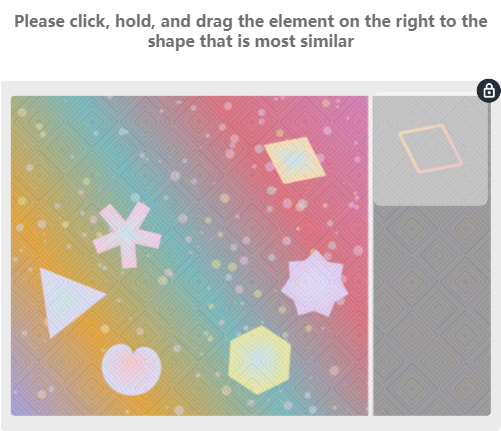 Please click, hold, and drag the element on the right to the
shape that is most similar